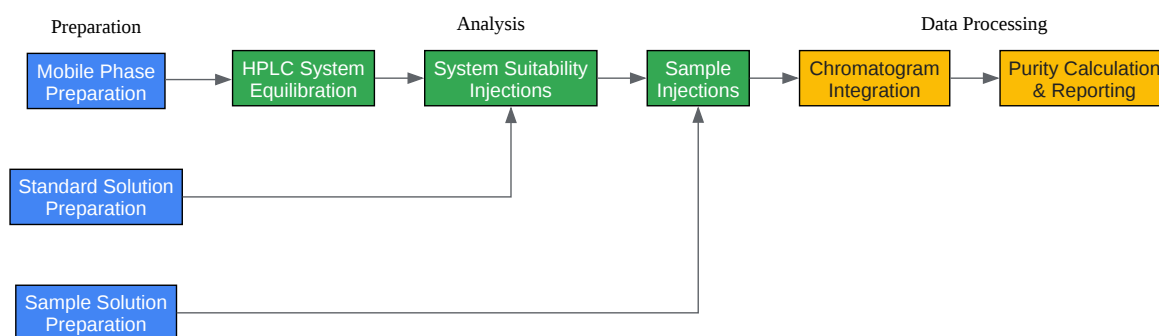 Preparation
Analysis
Data Processing
Mobile Phase
Preparation
HPLC System
Equilibration
System Suitability
Injections
Sample
Injections
Chromatogram
Integration
Purity Calculation
& Reporting
Standard Solution
Preparation
Sample Solution
Preparation